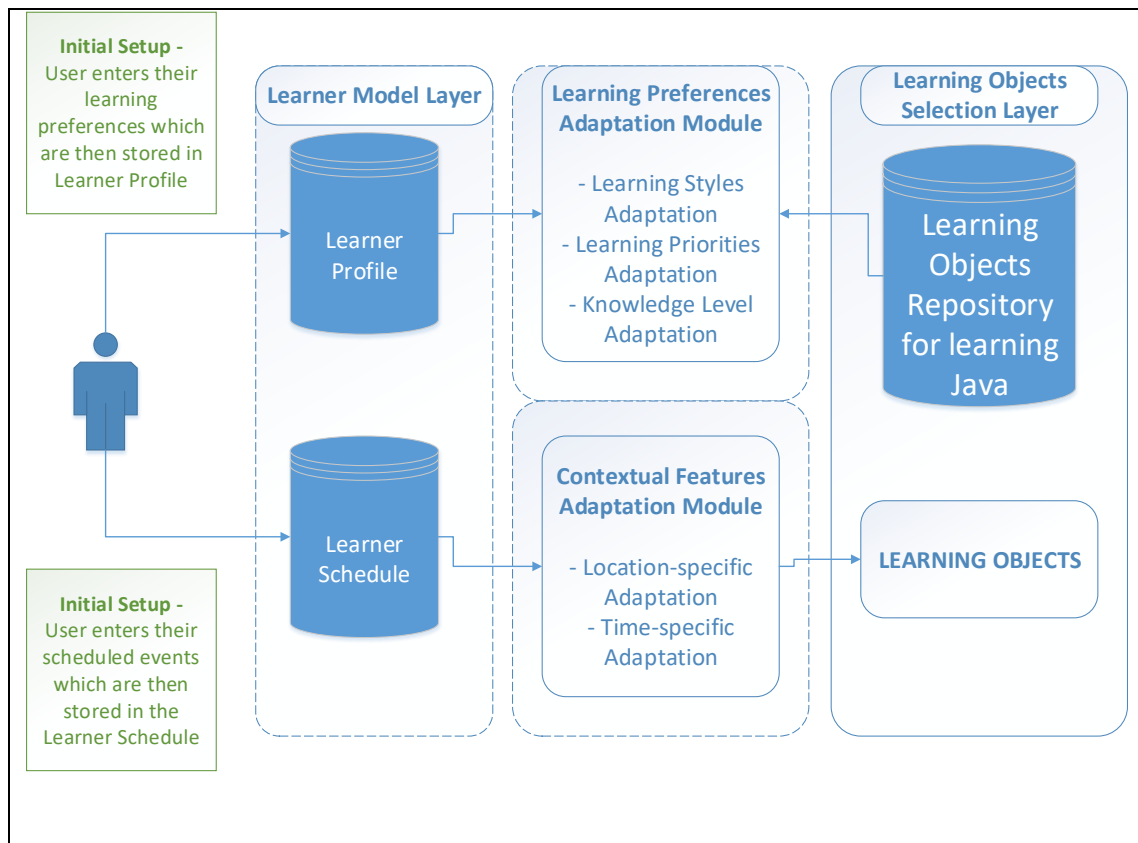 Initial Setup -
User enters their
learning
preferences which
are then stored in
Learner Profile
Learner Model Layer
Learner
Profile
Learning Preferences
Adaptation Module
- Learning Styles
Adaptation
- Learning Priorities
Adaptation
- Knowledge Level
Adaptation
Learning Objects
Selection Layer
Learning
Objects
Repository
for learning
Java
Initial Setup -
User enters their
scheduled events
which are then
stored in the
Learner Schedule
Learner
Schedule
Contextual Features
Adaptation Module
- Location-specific
Adaptation
- Time-specific
Adaptation
LEARNING OBJECTS